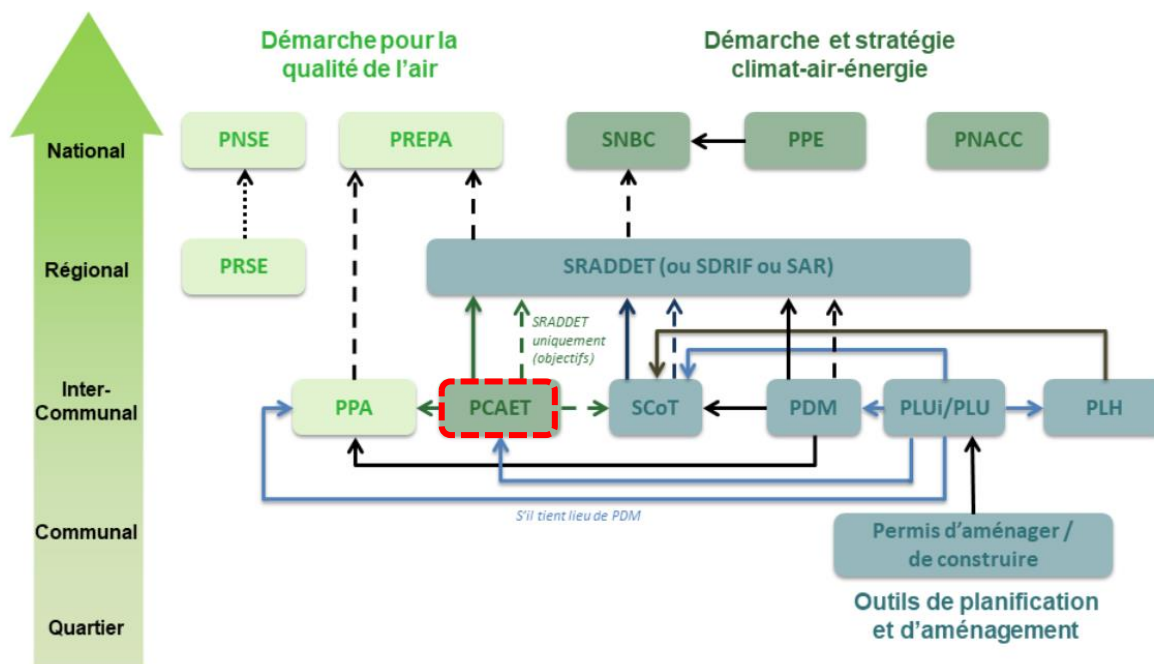 Démarche pour la
qualité de l'air
Démarche et stratégie
climat-air-énergie
National
PNSE
PREPA
SNBC
PPE
PNACC
Régional
PRSE
SRADDET (ou SDRIF ou SAR)
SRADDET
uniquement
(objectifs)
Inter-
Communal
PPA
PCAET
SCoT
PDM
PLUi/PLU
PLH
S'il tient lieu de PDM
Communal
Permis d'aménager /
de construire
Quartier
Outils de planification
et d'aménagement